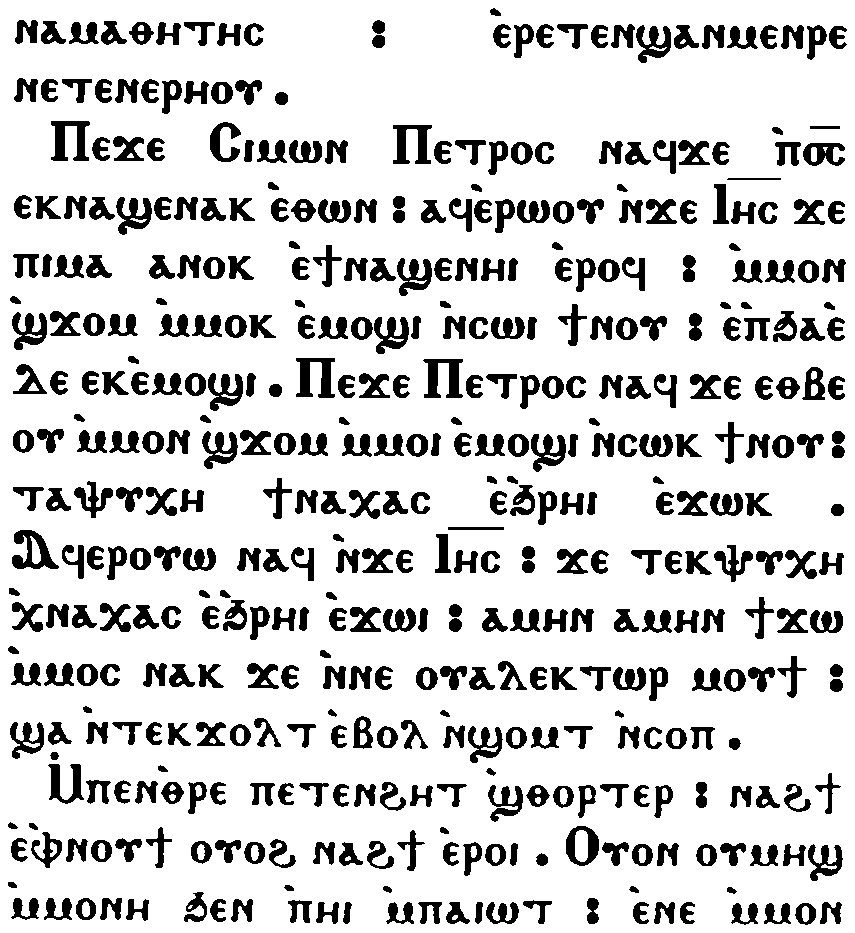 ⲛⲁⲙⲁⲑⲏⲧⲏⲥ : ⲉ̀ⲣⲉⲧⲉⲛϣⲁⲛⲙⲉⲛⲣⲉ
ⲛⲉⲧⲉⲛⲉⲣⲏⲟⲩ .
Ⲡⲉϫⲉ Ⲥⲓⲙⲱⲛ Ⲡⲉⲧⲣⲟⲥ ⲛⲁϥϫⲉ ⲡ̀ⲟ̅ⲥ̅
ⲉⲕⲛⲁϣⲉⲛⲁⲕ ⲉ̀ⲑⲱⲛ : ⲁϥⲉ̀ⲣⲱⲟⲩ ⲛ̀ϫⲉ Ⲓⲏ̅ⲥ̅ ϫⲉ
ⲡⲓⲙⲁ ⲁⲛⲟⲕ ⲉ̀ϯⲛⲁϣⲉⲛⲏⲓ ⲉ̀ⲣⲟϥ : ⲙ̀ⲙⲟⲛ
ϣ̀ϫⲟⲙ ⲙ̀ⲙⲟⲕ ⲉ̀ⲙⲟϣⲓ ⲛ̀ⲥⲱⲓ ϯⲛⲟⲩ : ⲉ̀ⲡ̀ϧⲁⲉ̀
ⲇⲉ ⲉⲕⲉ̀ⲙⲟϣⲓ . Ⲡⲉϫⲉ Ⲡⲉⲧⲣⲟⲥ ⲛⲁϥ ϫⲉ ⲉⲑⲃⲉ
ⲟⲩ ⲙ̀ⲙⲟⲛ ϣ̀ϫⲟⲙ ⲙ̀ⲙⲟⲓ ⲉ̀ⲙⲟϣⲓ ⲛ̀ⲥⲱⲕ ϯⲛⲟⲩ :
ⲧⲁⲯⲩⲭⲏ ϯⲛⲁⲭⲁⲥ ⲉ̀ϧ̀ⲣⲏⲓ ⲉ̀ϫⲱⲕ .
Ⲁϥⲉⲣⲟⲩⲱ ⲛⲁϥ ⲛ̀ϫⲉ Ⲓⲏ̅ⲥ̅ : ϫⲉ ⲧⲉⲕⲯⲩⲭⲏ
ⲭ̀ⲛⲁⲭⲁⲥ ⲉ̀ϧ̀ⲣⲏⲓ ⲉ̀ϫⲱⲓ : ⲁⲙⲏⲛ ⲁⲙⲏⲛ ϯϫⲱ
ⲙ̀ⲙⲟⲥ ⲛⲁⲕ ϫⲉ ⲛ̀ⲛⲉ ⲟⲩⲁⲗⲉⲕⲧⲱⲣ ⲙⲟⲩϯ :
ϣⲁ ⲛ̀ⲧⲉⲕϫⲟⲗⲧ ⲉ̀ⲃⲟⲗ ⲛ̀ϣⲟⲙⲧ ⲛ̀ⲥⲟⲡ .
Ⲙ̀ⲡⲉⲛ̀ⲑⲣⲉ ⲡⲉⲧⲉⲛϩⲏⲧ ϣ̀ⲑⲟⲣⲧⲉⲣ : ⲛⲁϩϯ
ⲉ̀ⲫ̀ⲛⲟⲩϯ ⲟⲩⲟϩ ⲛⲁϩϯ ⲉ̀ⲣⲟⲓ . Ⲟⲩⲟⲛ ⲟⲩⲙⲏϣ
ⲙ̀ⲙⲟⲛⲏ ϧⲉⲛ ⲡ̀ⲏⲓ ⲙ̀ⲡⲁⲓⲱⲧ : ⲉ̀ⲛⲉ ⲙ̀ⲙⲟⲛ